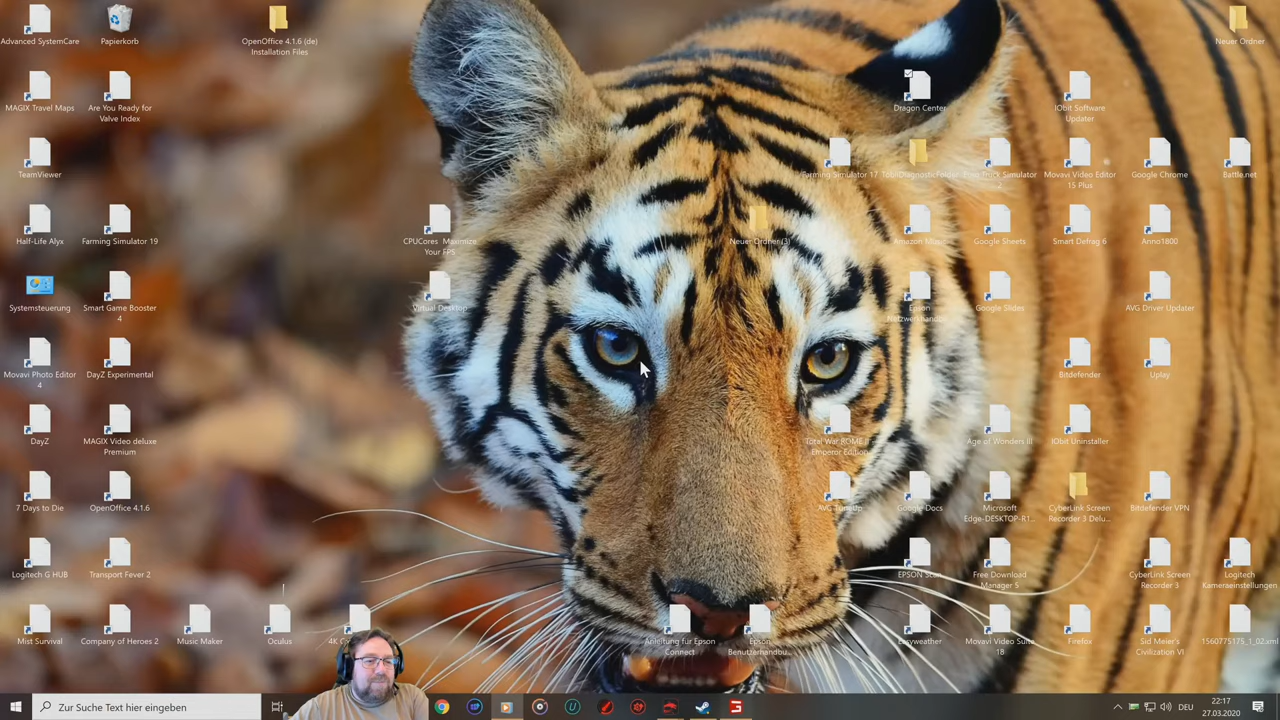 Advanced SystemCare
Papierkorb
OpenOffice 4.1.6 (de)
Installation Files
Neuer Ordner
MAGIX Travel Maps
Are You Ready for
Valve Index
Dragon Center
IObit Software
Updater
TeamViewer
Farming Simulator 17
Euro Truck Simulator
2
Movavi Video Editor
15 Plus
Google Chrome
Battle.net
Half-Life Alyx
Farming Simulator 19
CPUCores Maximize
Your FPS
Neuer Ordner (3)
Amazon Music
Google Sheets
Smart Defrag 6
Anno1800
Systemsteuerung
Smart Game Booster
4
Virtual Desktop
Epson
Google Slides
AVG Driver Updater
Movavi Photo Editor
4
DayZ Experimental
Bitdefender
Uplay
DayZ
MAGIX Video deluxe
Premium
Total War ROME II
Emperor Edition
Age of Wonders III
IObit Uninstaller
7 Days to Die
OpenOffice 4.1.6
AVG TuneUp
Google Docs
Microsoft
Edge-DESKTOP-R1...
CyberLink Screen
Recorder 3 Delu...
Bitdefender VPN
Logitech G HUB
Transport Fever 2
EPSON Scan
Free Download
Manager 5
CyberLink Screen
Recorder 3
Logitech
Kameraeinstellungen
Mist Survival
Company of Heroes 2
Music Maker
Oculus
Anleitung für Epson
Connect
Epson
Benutzerhandbu...
Easyweather
Movavi Video Suite
18
Firefox
Sid Meier's
Civilization VI
1560775175_1_02.xml
Zur Suche Text hier eingeben
22:17
27.03.2020